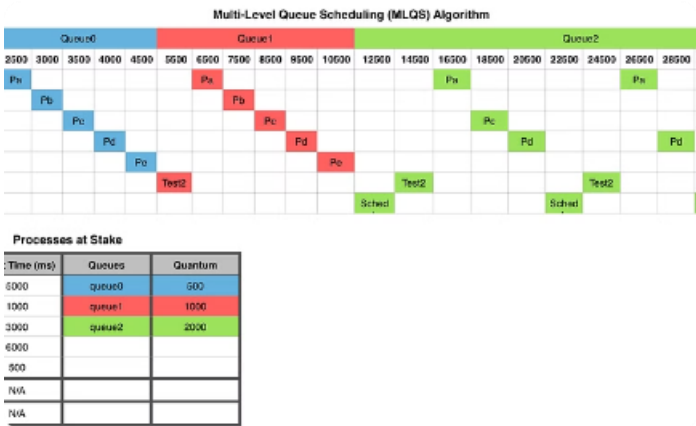 Multi-Level Queue Scheduling (MLQS) Algorithm
Queue0 Queue1 Queue2
2500 3000 3500 4000 4500 5500 6500 7500 8500 9500 10500 12500 14500 16500 18500 20500 22500 24500 26500 28500
Pa Pa Pa Pa
Pb Pb
Pc Pc Pc
Pd Pd Pd Pd
Pe Pe
Test2 Test2 Test2
Sched Sched
Processes at Stake
Time (ms) Queues Quantum
6000 queue0 500
1000 queue1 1000
3000 queue2 2000
6000
500
N/A
N/A